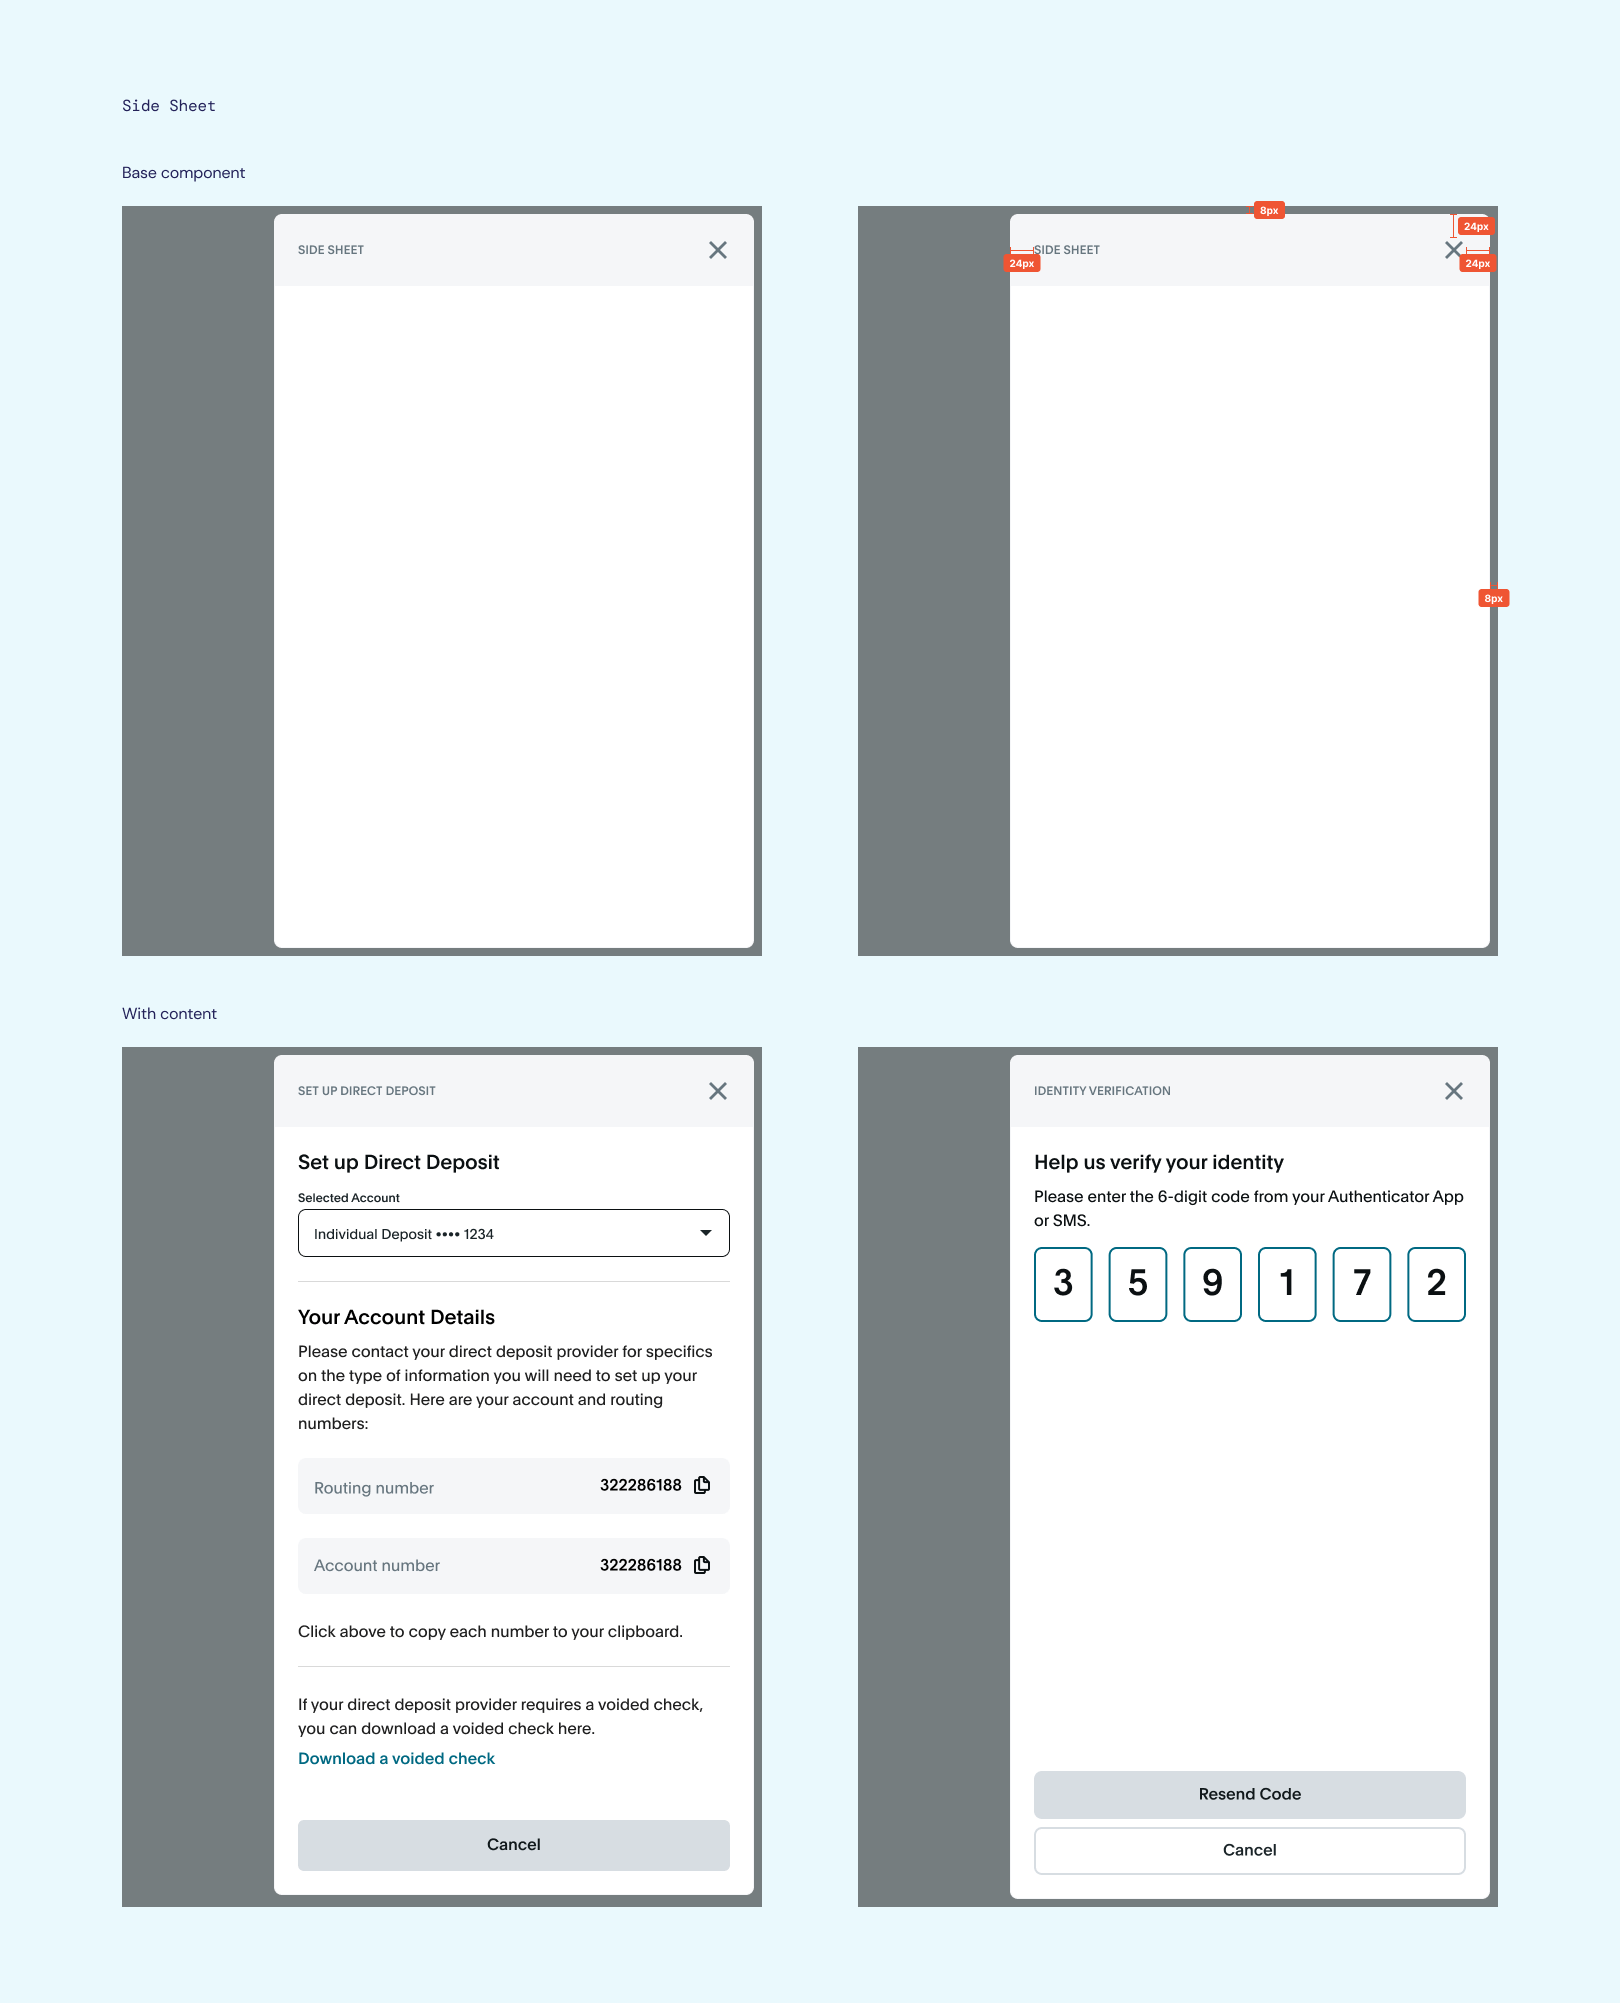 Side Sheet
Base component
SIDE SHEET
8px
24px
SIDE SHEET
24px
24px
8px
With content
SET UP DIRECT DEPOSIT
Set up Direct Deposit
Selected Account
Individual Deposit •••• 1234
Your Account Details
Please contact your direct deposit provider for specifics
on the type of information you will need to set up your
direct deposit. Here are your account and routing
numbers:
Routing number 322286188
Account number 322286188
Click above to copy each number to your clipboard.
If your direct deposit provider requires a voided check,
you can download a voided check here.
Download a voided check
Cancel
IDENTITY VERIFICATION
Help us verify your identity
Please enter the 6-digit code from your Authenticator App
or SMS.
3 5 9 1 7 2
Resend Code
Cancel